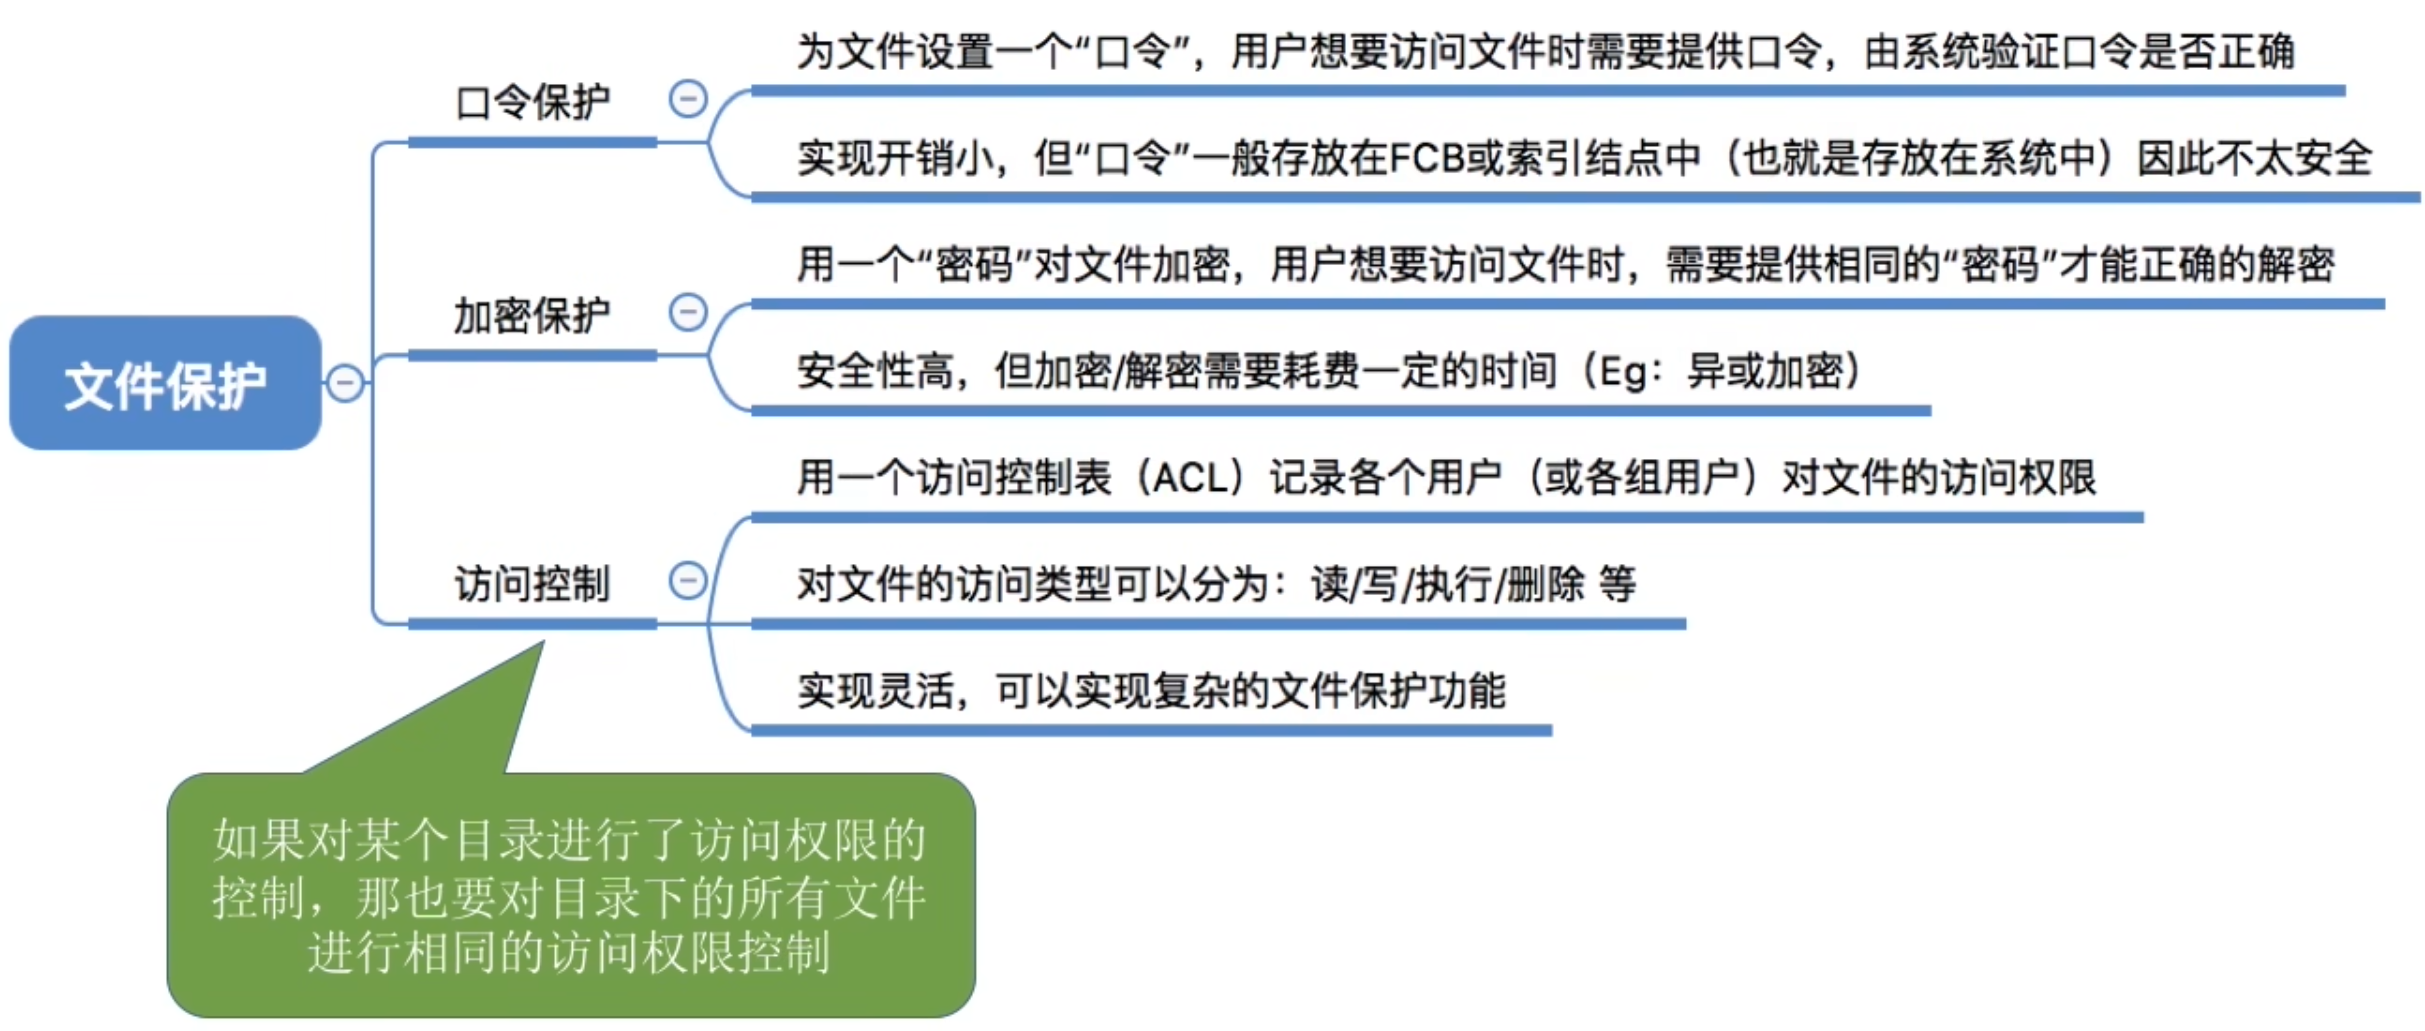 文件保护
口令保护
为文件设置一个“口令”，用户想要访问文件时需要提供口令，由系统验证口令是否正确
实现开销小，但“口令”一般存放在FCB或索引结点中（也就是存放在系统中）因此不太安全
加密保护
用一个“密码”对文件加密，用户想要访问文件时，需要提供相同的“密码”才能正确的解密
安全性高，但加密/解密需要耗费一定的时间（Eg：异或加密）
访问控制
用一个访问控制表（ACL）记录各个用户（或各组用户）对文件的访问权限
对文件的访问类型可以分为：读/写/执行/删除 等
实现灵活，可以实现复杂的文件保护功能
如果对某个目录进行了访问权限的
控制，那也要对目录下的所有文件
进行相同的访问权限控制